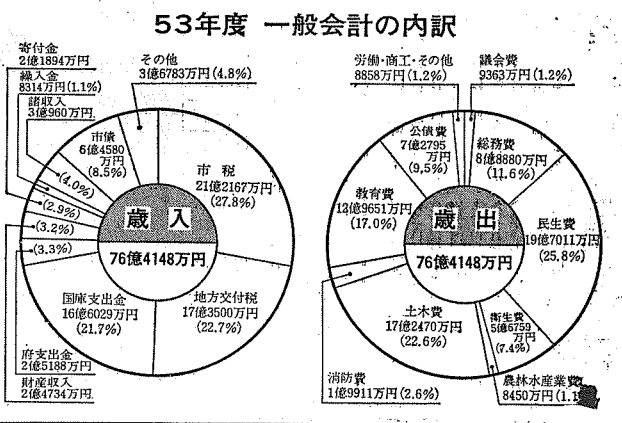 53年度 一般会計の内訳
寄付金
2億1894万円
繰入金
8314万円(1.1%)
諸収入
3億960万円
その他
3億6783万円(4.8%)
市債
6億4580
万円
(8.5%)
市税
21億2167万円
(27.8%)
(4.0%)
(2.9%)
(3.2%)
(3.3%)
歳入
76億4148万円
国庫支出金
16億6029万円
(21.7%)
地方交付税
17億3500万円
(22.7%)
府支出金
2億5188万円
財産収入
2億4734万円
労働・商工・その他
8858万円(1.2%)
議会費
9363万円(1.2%)
公債費
7億2795
万円
(9.5%)
総務費
8億8880万円
(11.6%)
教育費
12億9651万円
(17.0%)
民生費
19億7011万円
(25.8%)
歳出
76億4148万円
土木費
17億2470万円
(22.6%)
衛生費
5億6759
万円
(7.4%)
消防費
1億9911万円(2.6%)
農林水産業費
8450万円(1.1